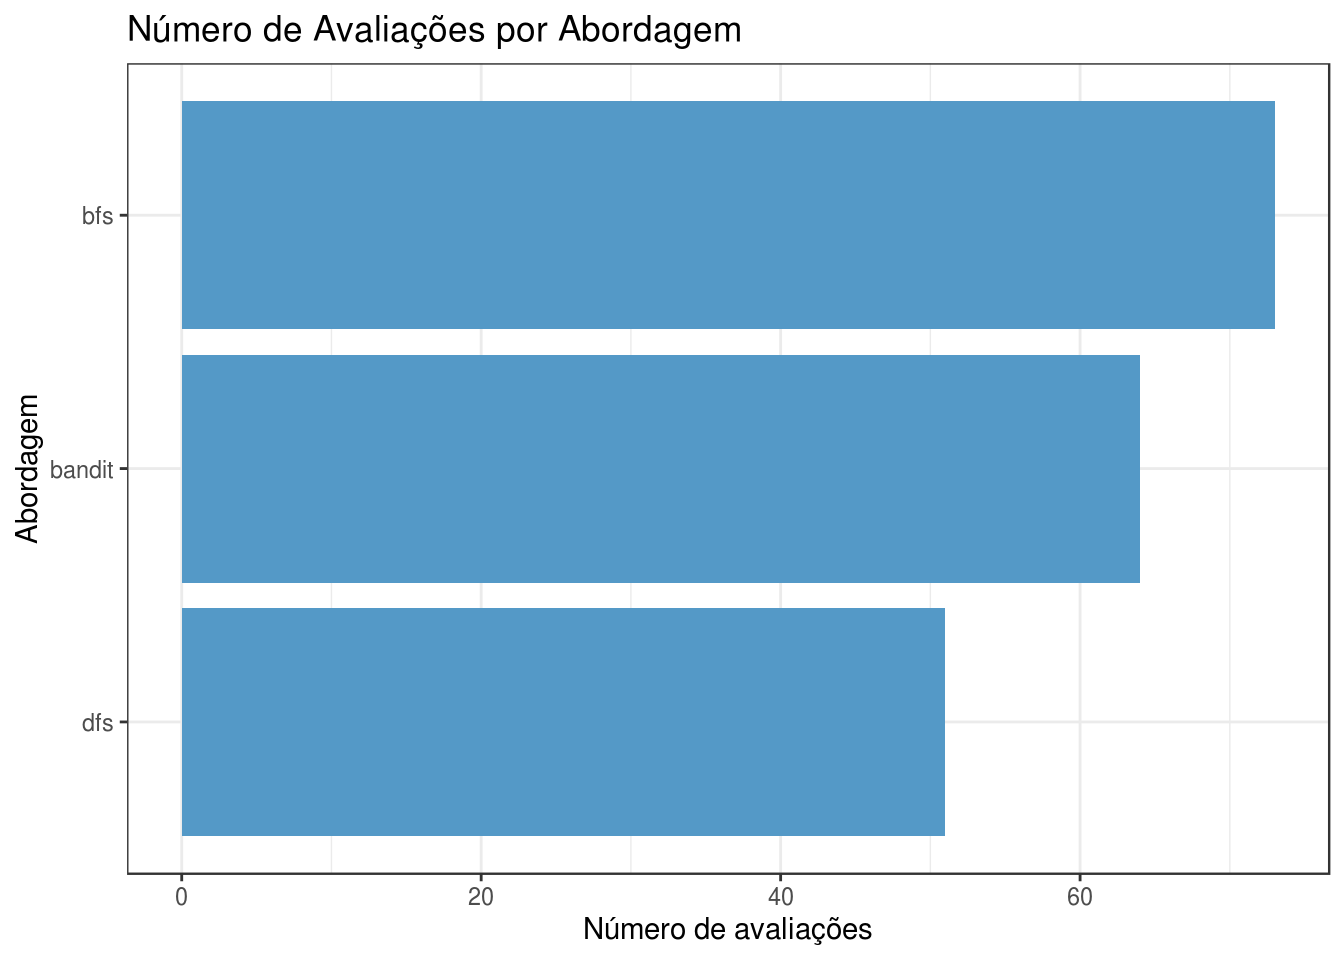 Número de Avaliações por Abordagem
Abordagem
bfs
bandit
dfs
0 20 40 60
Número de avaliações